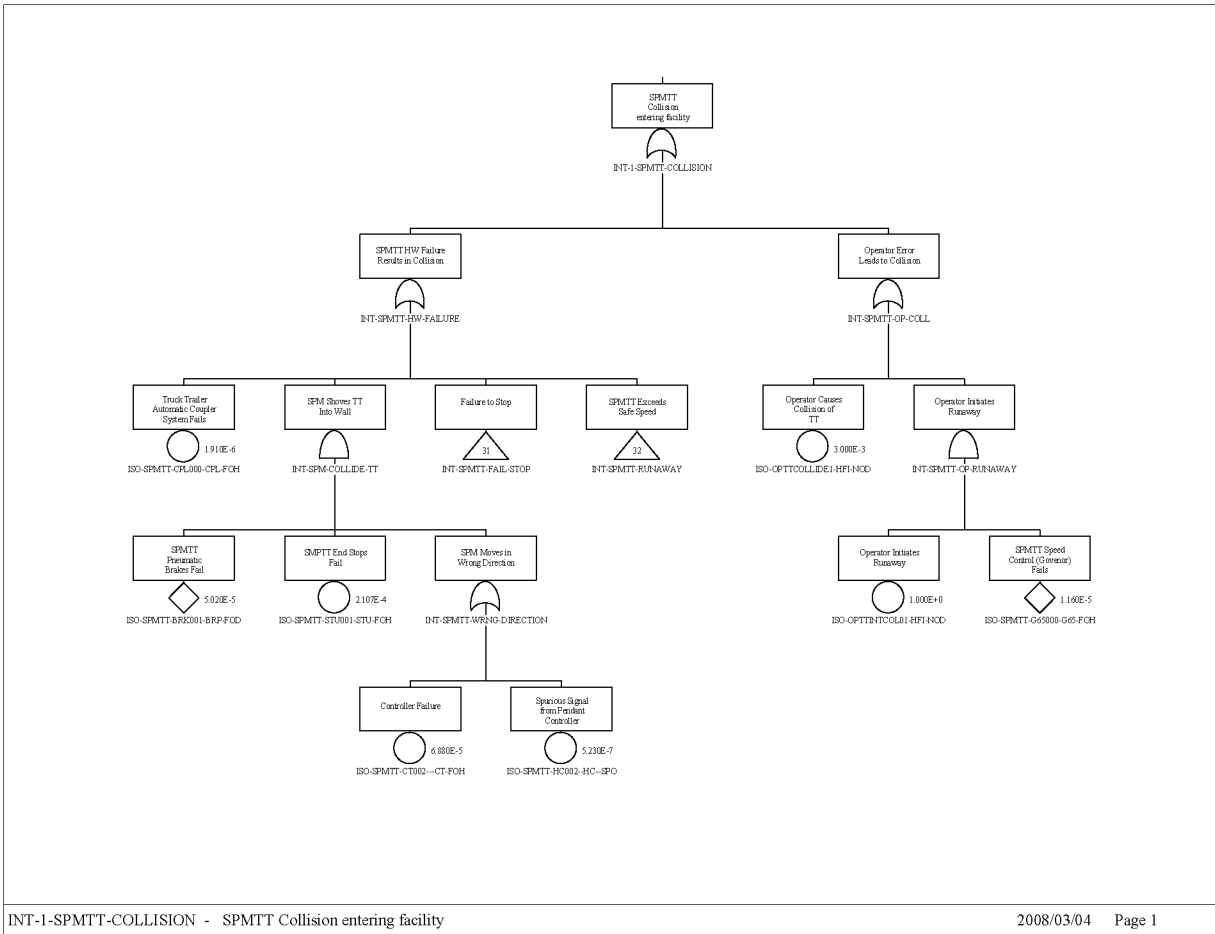 SPMTT
Collision
entering facility
INT-1-SPMTT-COLLISION
SPMTT HW Failure
Results in Collision
INT-SPMTT-HW-FAILURE
Operator Error
Leads to Collision
INT-SPMTT-OP-COLL
Truck Trailer
Automatic Coupler
System Fails
1.910E-6
ISO-SPMTT-CPL000-CPL-FOH
SPM Shoves TT
Into Wall
INT-SPM-COLLIDE-TT
Failure to Stop
31
INT-SPMTT-FAIL-STOP
SPMTT Exceeds
Safe Speed
32
INT-SPMTT-RUNAWAY
Operator Causes
Collision of
TT
3.000E-3
ISO-OPTTCOLLIDE1-HFI-NOD
Operator Initiates
Runaway
INT-SPMTT-OP-RUNAWAY
SPMTT
Pneumatic
Brakes Fail
5.020E-5
ISO-SPMTT-BRK001-BRP-FOD
SMPTT End Stops
Fail
2.107E-4
ISO-SPMTT-STU001-STU-FOH
SPM Moves in
Wrong Direction
INT-SPMTT-WRNG-DIRECTION
Operator Initiates
Runaway
1.000E+0
ISO-OPTTINTCOL01-HFI-NOD
SPMTT Speed
Control (Govenor)
Fails
1.160E-5
ISO-SPMTT-G65000-G65-FOH
Controller Failure
6.880E-5
ISO-SPMTT-CT002---CT-FOH
Spurious Signal
from Pendant
Controller
5.230E-7
ISO-SPMTT-HC002--HC--SPO
INT-1-SPMTT-COLLISION - SPMTT Collision entering facility
2008/03/04 Page 1